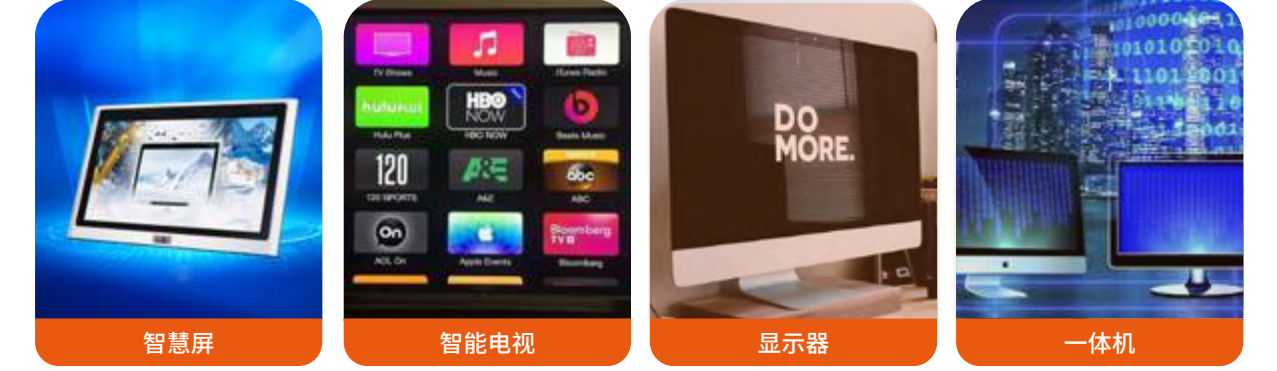 TV Shows
Music
iTunes Radio
hulu
HBO
NOW
Hulu Plus
HBO NOW
Beats Music
120
A&E
abc
120 SPORTS
A&E
ABC
On
Bloomberg
TV
AOL On
Apple Events
Bloomberg
DO
MORE.
智慧屏
智能电视
显示器
一体机